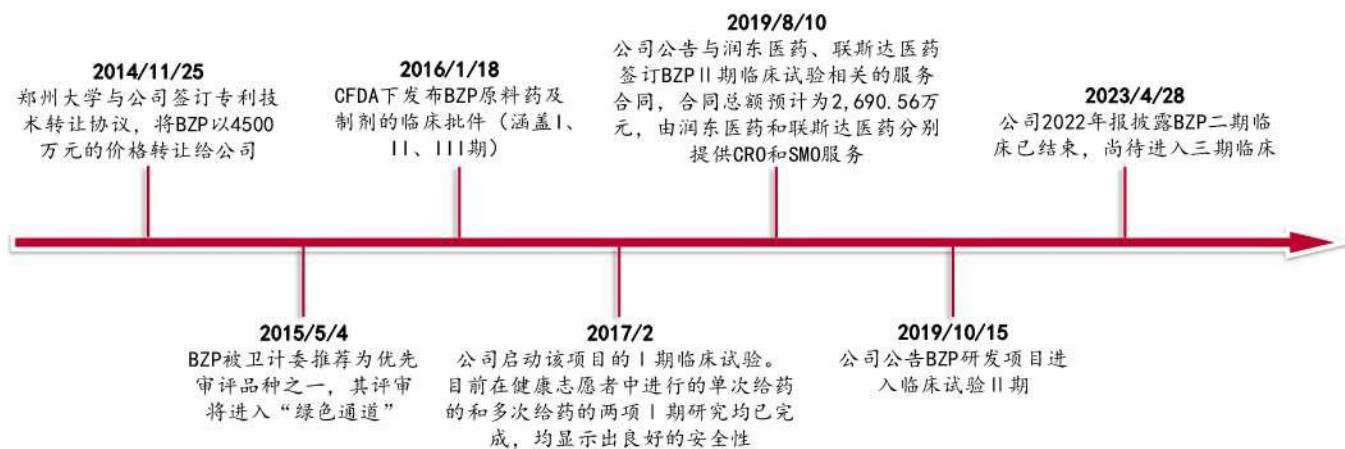 2014/11/25
郑州大学与公司签订专利技
术转让协议，将BZP以4500
万元的价格转让给公司
2016/1/18
CFDA下发布BZP原料药及
制剂的临床批件（涵盖I、
II、III期）
2019/8/10
公司公告与润东医药、联斯达医药
签订BZPⅡ期临床试验相关的服务
合同，合同总额预计为2,690.56万
元，由润东医药和联斯达医药分别
提供CRO和SMO服务
2023/4/28
公司2022年报披露BZP二期临
床已结束，尚待进入三期临床
2015/5/4
BZP被卫计委推荐为优先
审评品种之一，其评审
将进入“绿色通道”
2017/2
公司启动该项目的Ⅰ期临床试验。
目前在健康志愿者中进行的单次给药
的和多次给药的两项Ⅰ期研究均已完
成，均显示出良好的安全性
2019/10/15
公司公告BZP研发项目进
入临床试验Ⅱ期